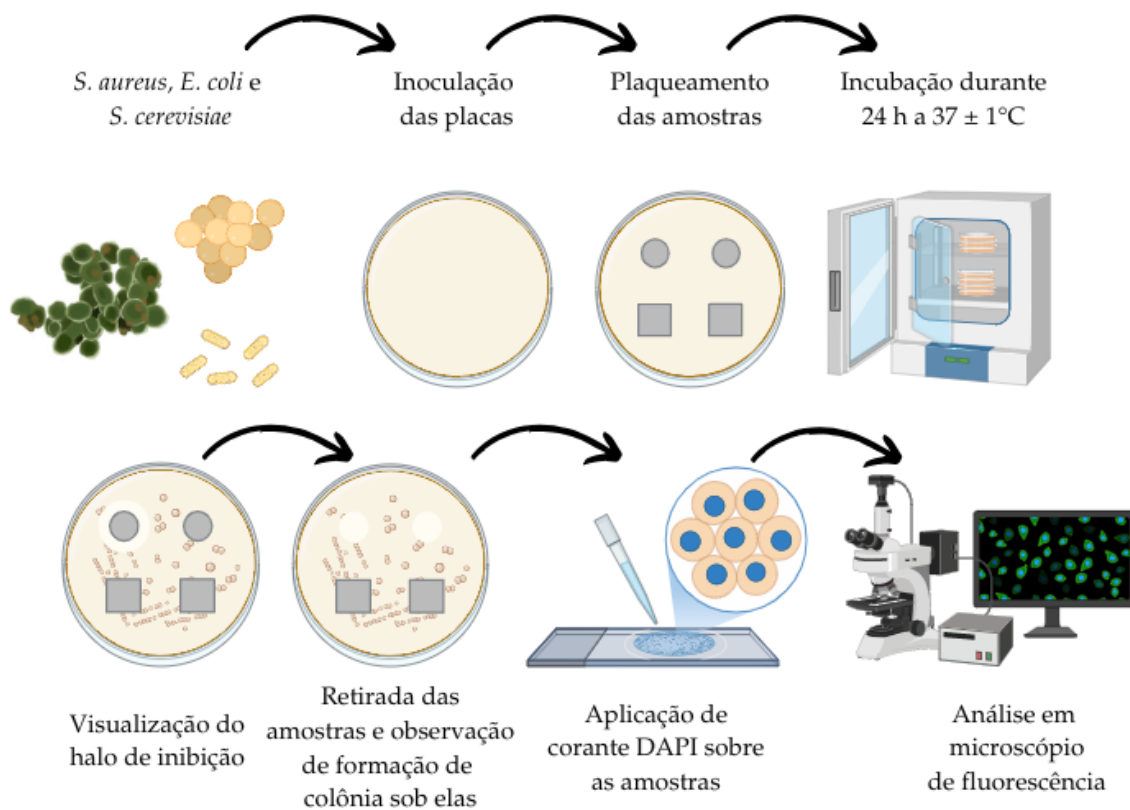 S. aureus, E. coli e
S. cerevisiae
Inoculação
das placas
Plaqueamento
das amostras
Incubação durante
24 h a 37 ± 1°C
Visualização do
halo de inibição
Retirada das
amostras e observação
de formação de
colônia sob elas
Aplicação de
corante DAPI sobre
as amostras
Análise em
microscópio
de fluorescência